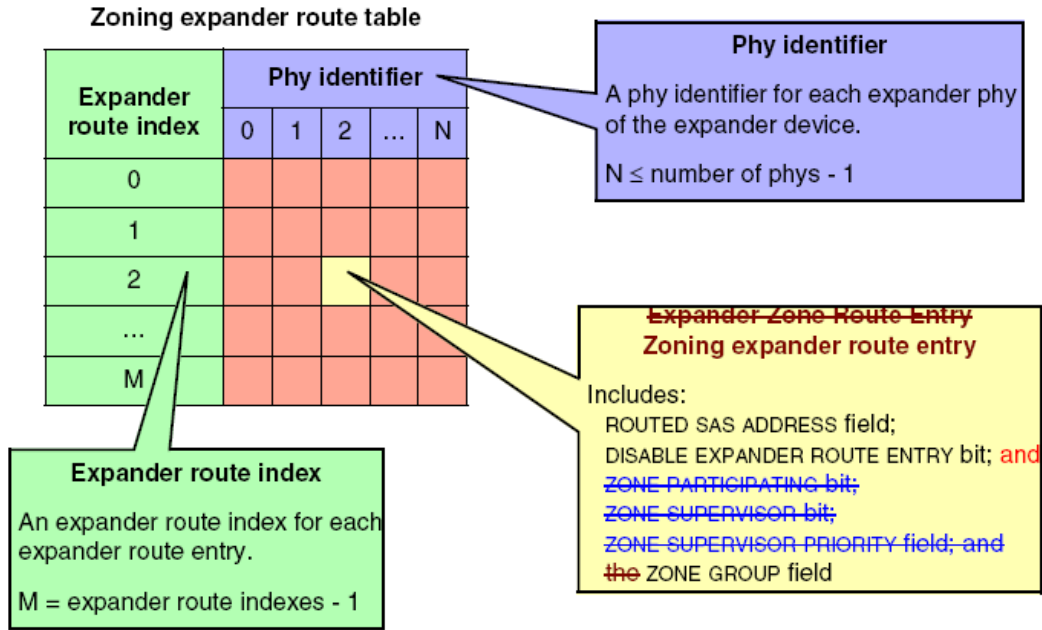 Zoning expander route table
Expander
route index
Phy identifier
0 1 2 ... N
0
1
2
...
M
Phy identifier
A phy identifier for each expander phy
of the expander device.
N ≤ number of phys - 1
Expander Zone Route Entry
Zoning expander route entry
Includes:
ROUTED SAS ADDRESS field;
DISABLE EXPANDER ROUTE ENTRY bit; and
ZONE PARTICIPATING bit;
ZONE SUPERVISOR bit;
ZONE SUPERVISOR PRIORITY field; and
the ZONE GROUP field
Expander route index
An expander route index for each
expander route entry.
M = expander route indexes - 1